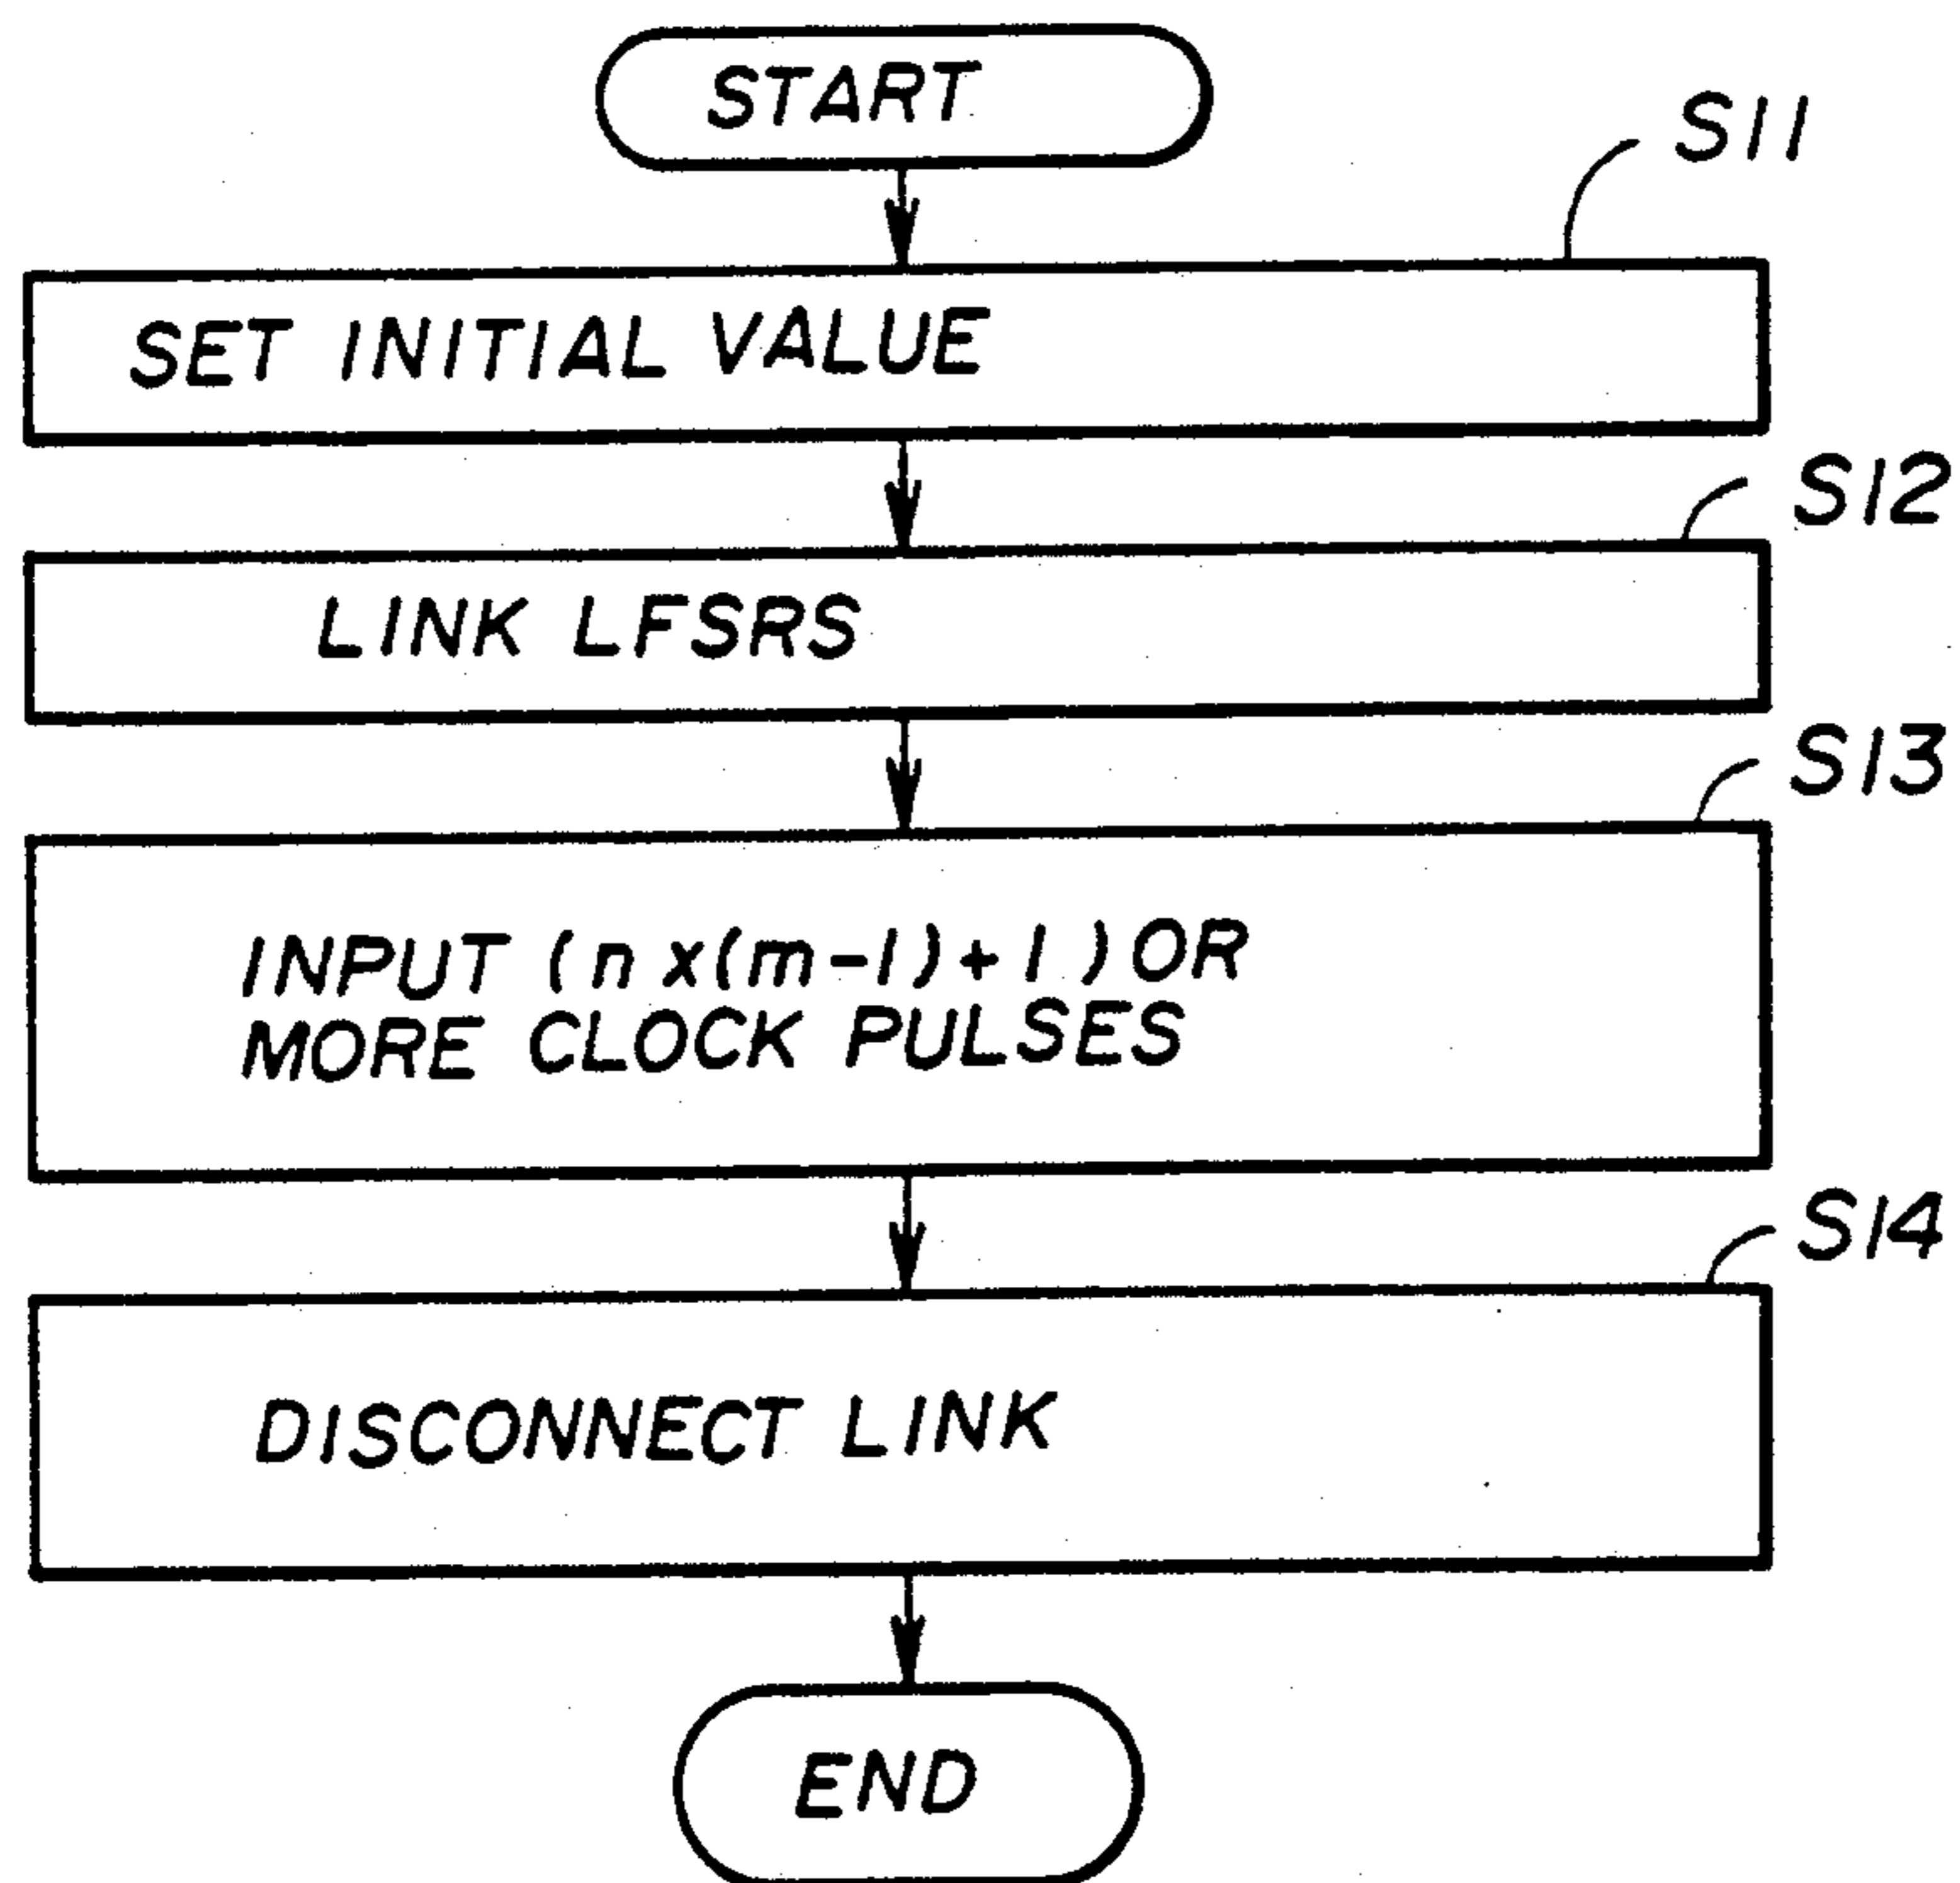 START
S11
SET INITIAL VALUE
S12
LINK LFSRS
S13
INPUT (n x(m-1)+1) OR
MORE CLOCK PULSES
S14
DISCONNECT LINK
END